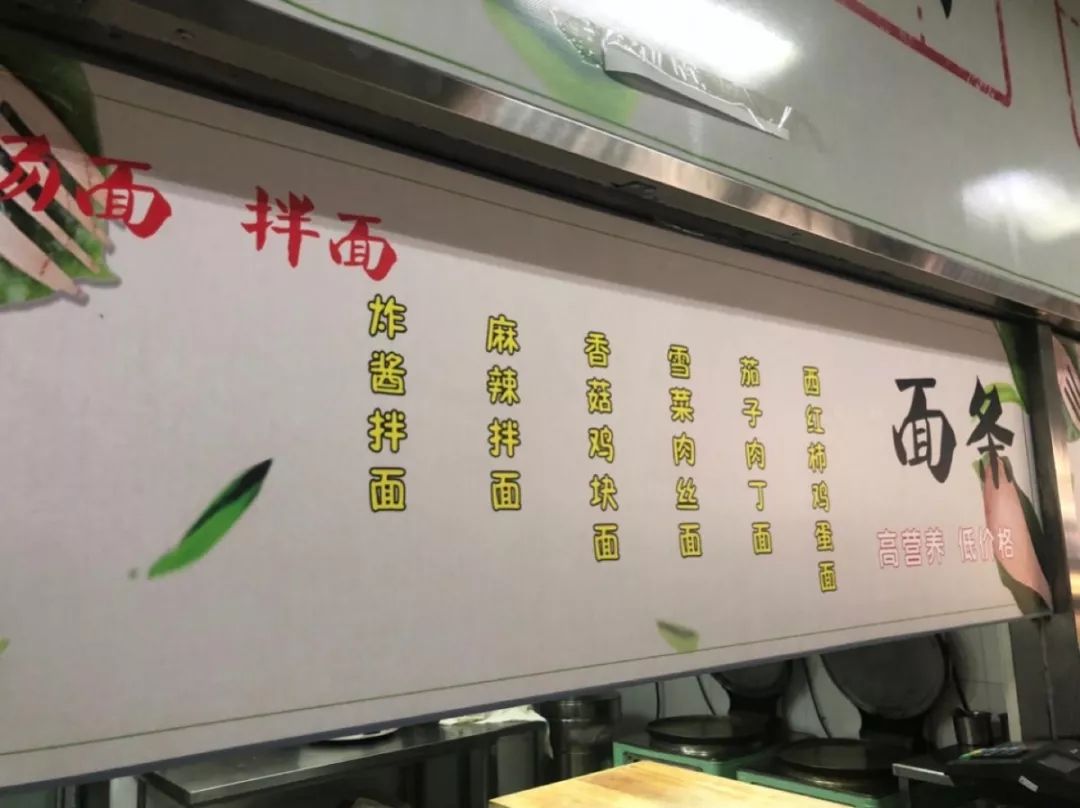 汤面 拌面
炸酱拌面
麻辣拌面
香菇鸡块面
雪菜肉丝面
茄子肉丁面
西红柿鸡蛋面
面条
高营养 低价格